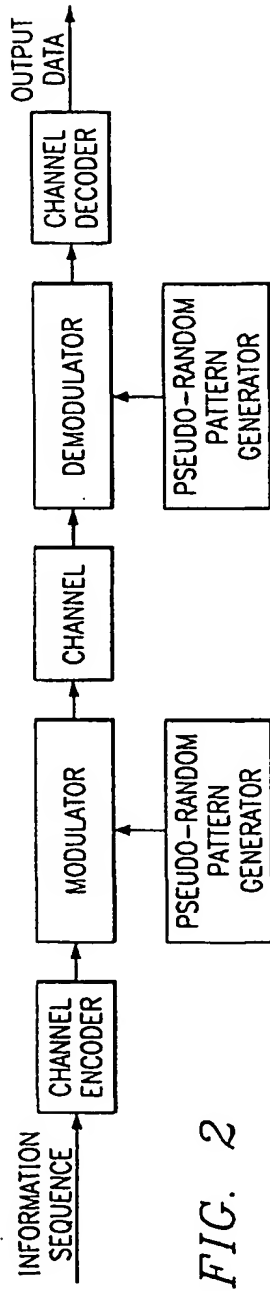 INFORMATION
SEQUENCE
CHANNEL
ENCODER
MODULATOR
PSEUDO-RANDOM
PATTERN
GENERATOR
CHANNEL
DEMODULATOR
PSEUDO-RANDOM
PATTERN
GENERATOR
CHANNEL
DECODER
OUTPUT
DATA
FIG. 2